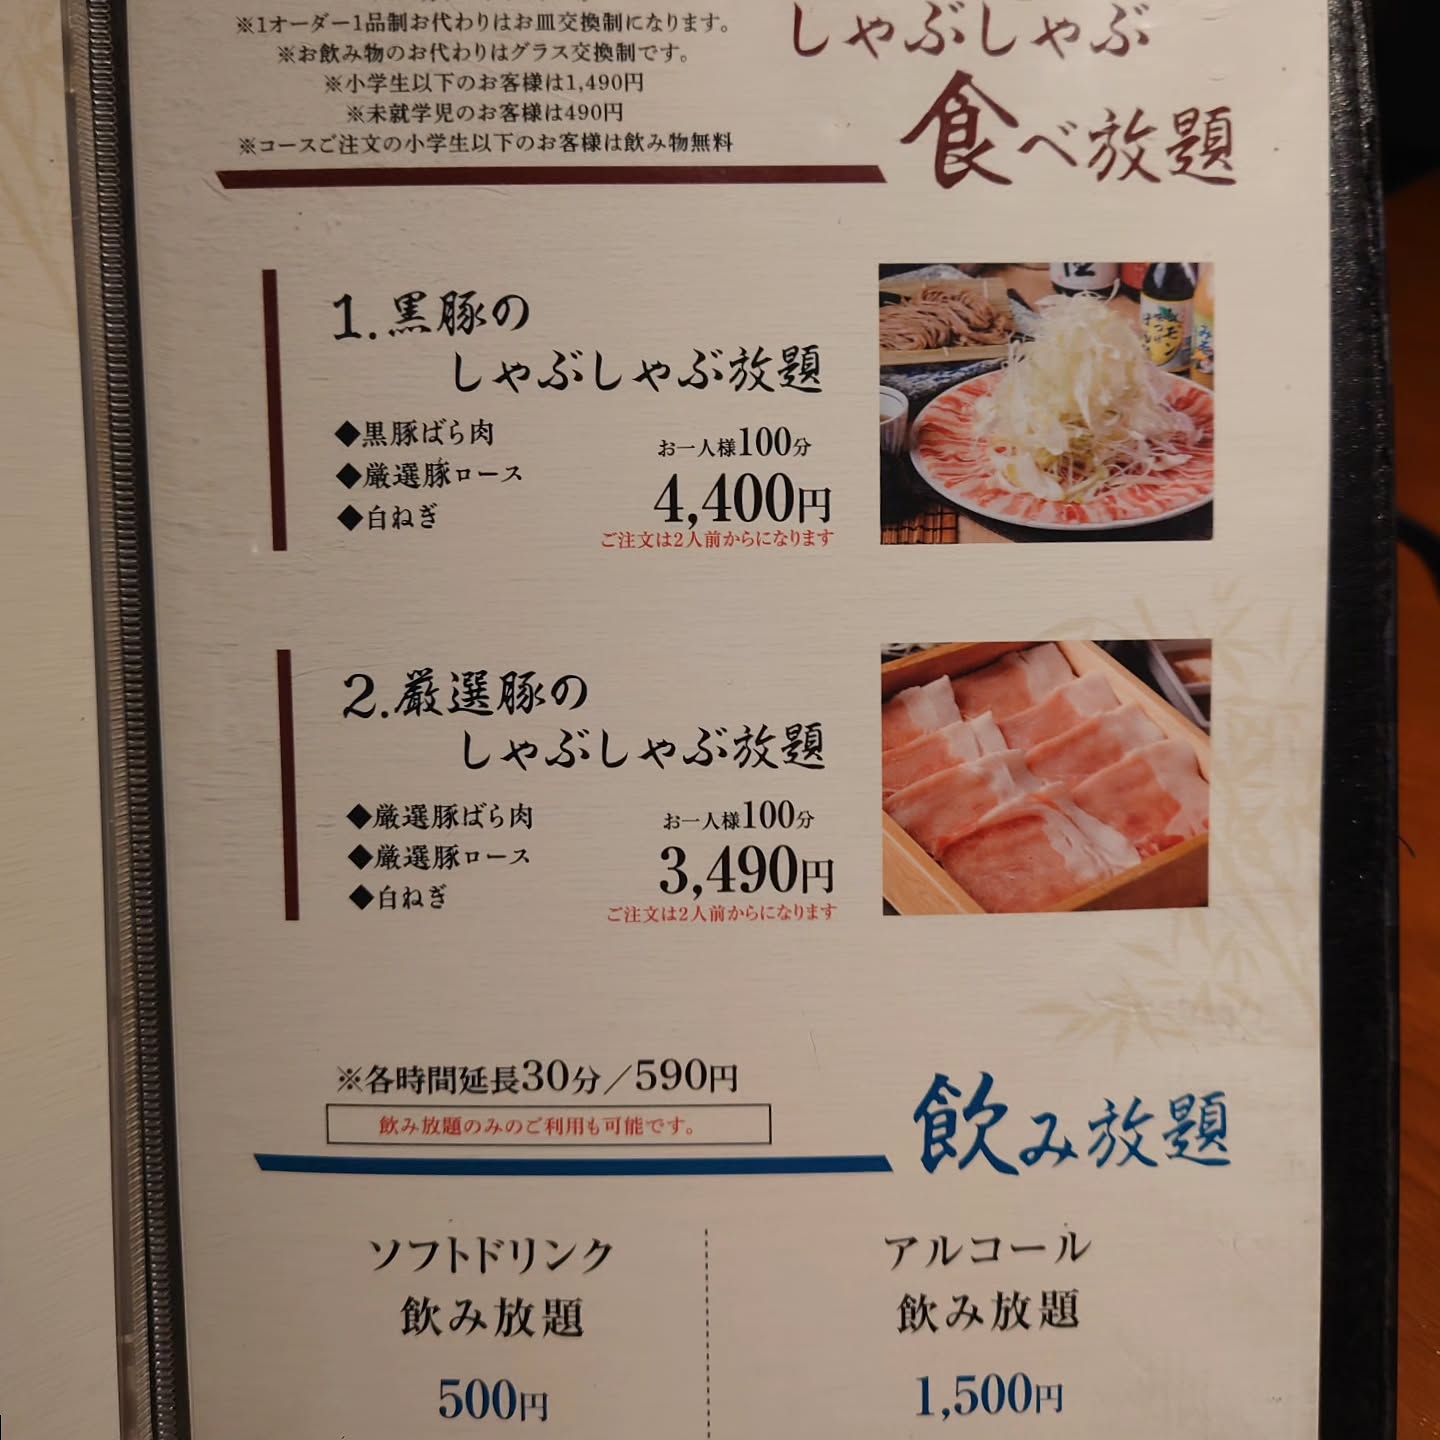 ※1オーダー1品制お代わりはお皿交換制になります。
※お飲み物のお代わりはグラス交換制です。
※小学生以下のお客様は1,490円
※未就学児のお客様は490円
※コースご注文の小学生以下のお客様は飲み物無料
しゃぶしゃぶ
食べ放題
1.黒豚の
しゃぶしゃぶ放題
◆黒豚ばら肉
◆厳選豚ロース
◆白ねぎ
お一人様100分
4,400円
ご注文は2人前からになります
2.厳選豚の
しゃぶしゃぶ放題
◆厳選豚ばら肉
◆厳選豚ロース
◆白ねぎ
お一人様100分
3,490円
ご注文は2人前からになります
※各時間延長30分／590円
飲み放題のみのご利用も可能です。
飲み放題
ソフトドリンク
飲み放題
500円
アルコール
飲み放題
1,500円